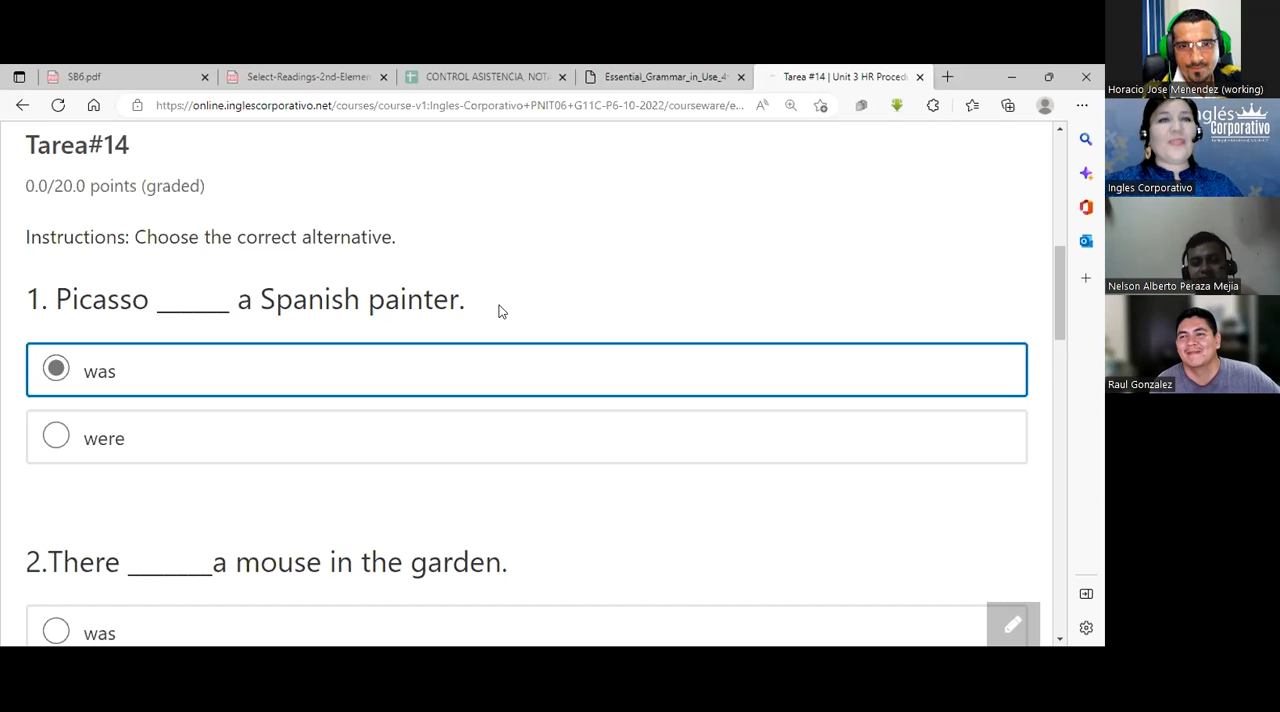 SB6.pdf
Select-Readings-2nd-Elemen
CONTROL ASISTENCIA, NOTA
Essential_Grammar_in_Use_4
Tarea #14 | Unit 3 HR Proced
https://online.inglescorporativo.net/courses/course-v1:Ingles-Corporativo+PNIT06+G11C-P6-10-2022/courseware/e...
Tarea#14
0.0/20.0 points (graded)
Instructions: Choose the correct alternative.
1. Picasso ______ a Spanish painter.
was
were
2.There _______a mouse in the garden.
was
Horacio Jose Menendez (working)
nglés
Corporativo
Ingles Corporativo
Nelson Alberto Peraza Mejia
Raul Gonzalez